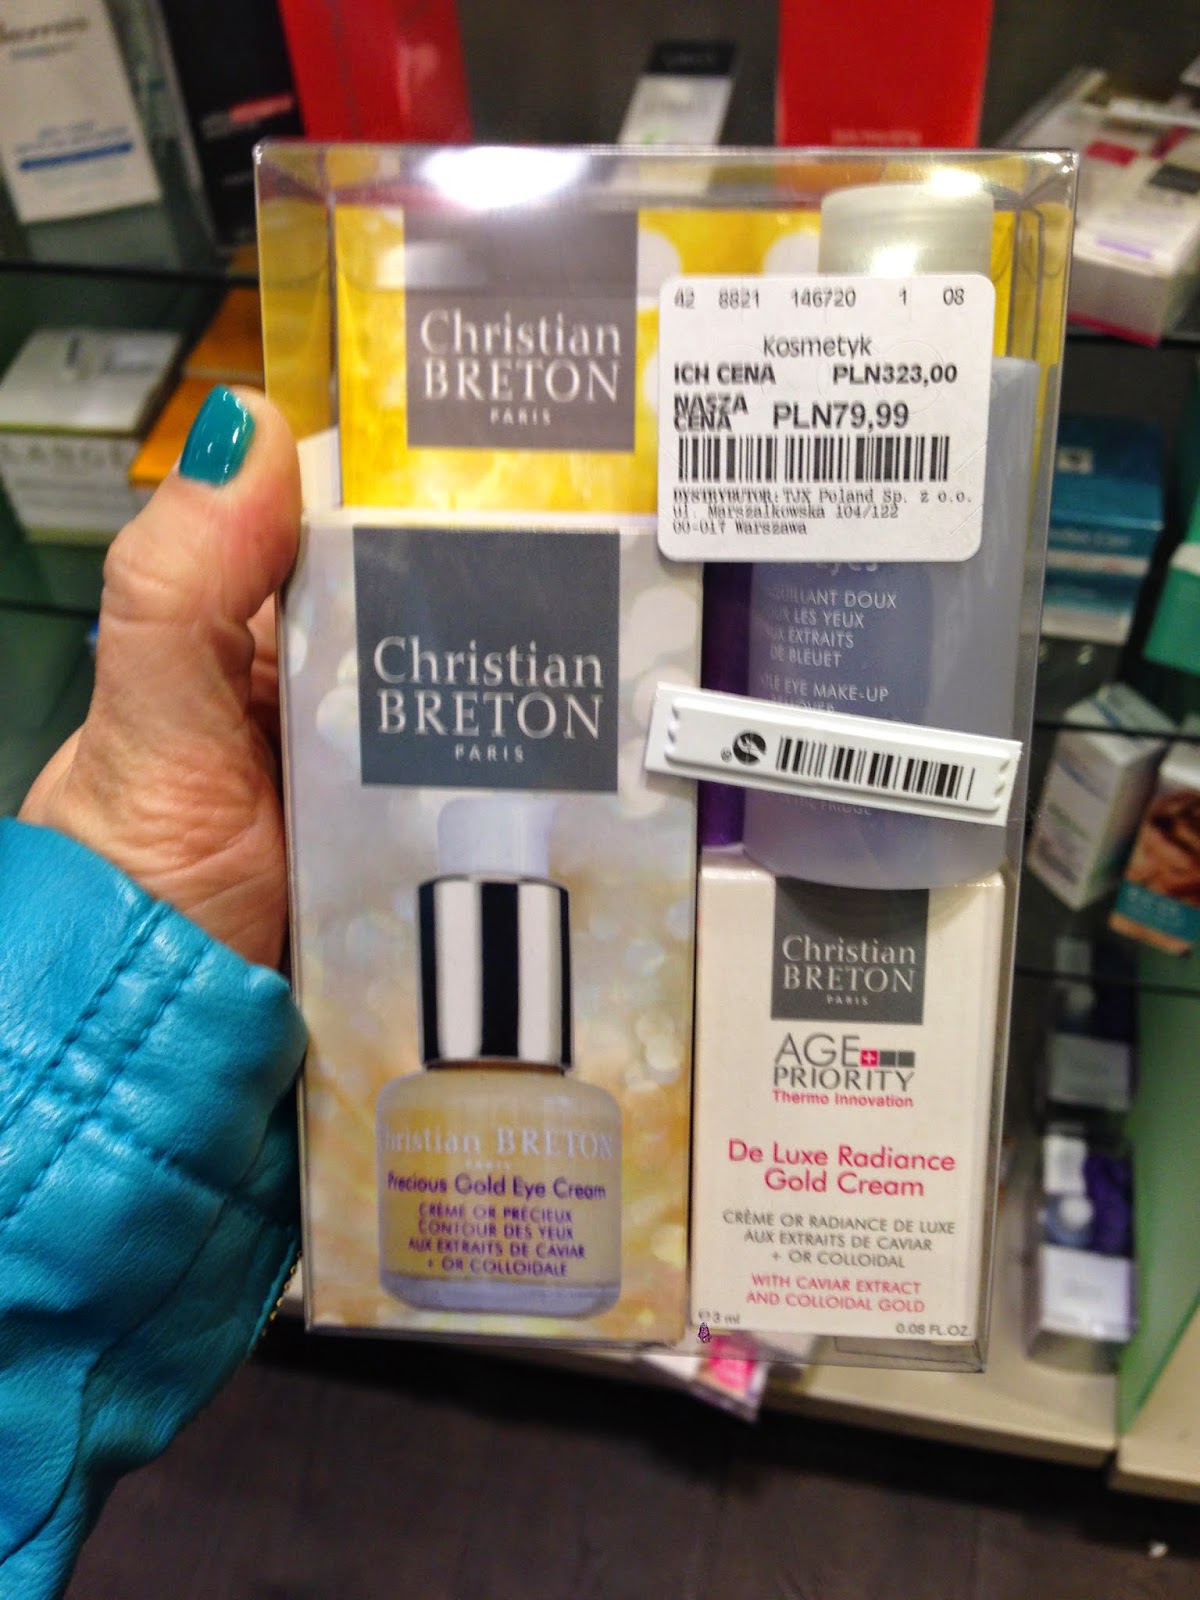 Christian
BRETON
PARIS
42 8821 146720 1 08
Kosmetyk
ICH CENA PLN323,00
NASZA
CENA PLN79,99
DYSTRYBUTOR: TJX Poland Sp. z o.o.
ul. Marszalkowska 104/122
00-017 Warszawa
Christian
BRETON
PARIS
eyes
DOUX
LES YEUX
EXTRAITS
DE BLEUET
EYE MAKE-UP
Christian BRETON
PARIS
Precious Gold Eye Cream
CRÈME OR PRÉCIEUX
CONTOUR DES YEUX
AUX EXTRAITS DE CAVIAR
+ OR COLLOIDALE
Christian
BRETON
PARIS
AGE
PRIORITY
Thermo Innovation
De Luxe Radiance
Gold Cream
CRÈME OR RADIANCE DE LUXE
AUX EXTRAITS DE CAVIAR
+ OR COLLOIDAL
WITH CAVIAR EXTRACT
AND COLLOIDAL GOLD
℮ 3 ml 0.08 FL.OZ.